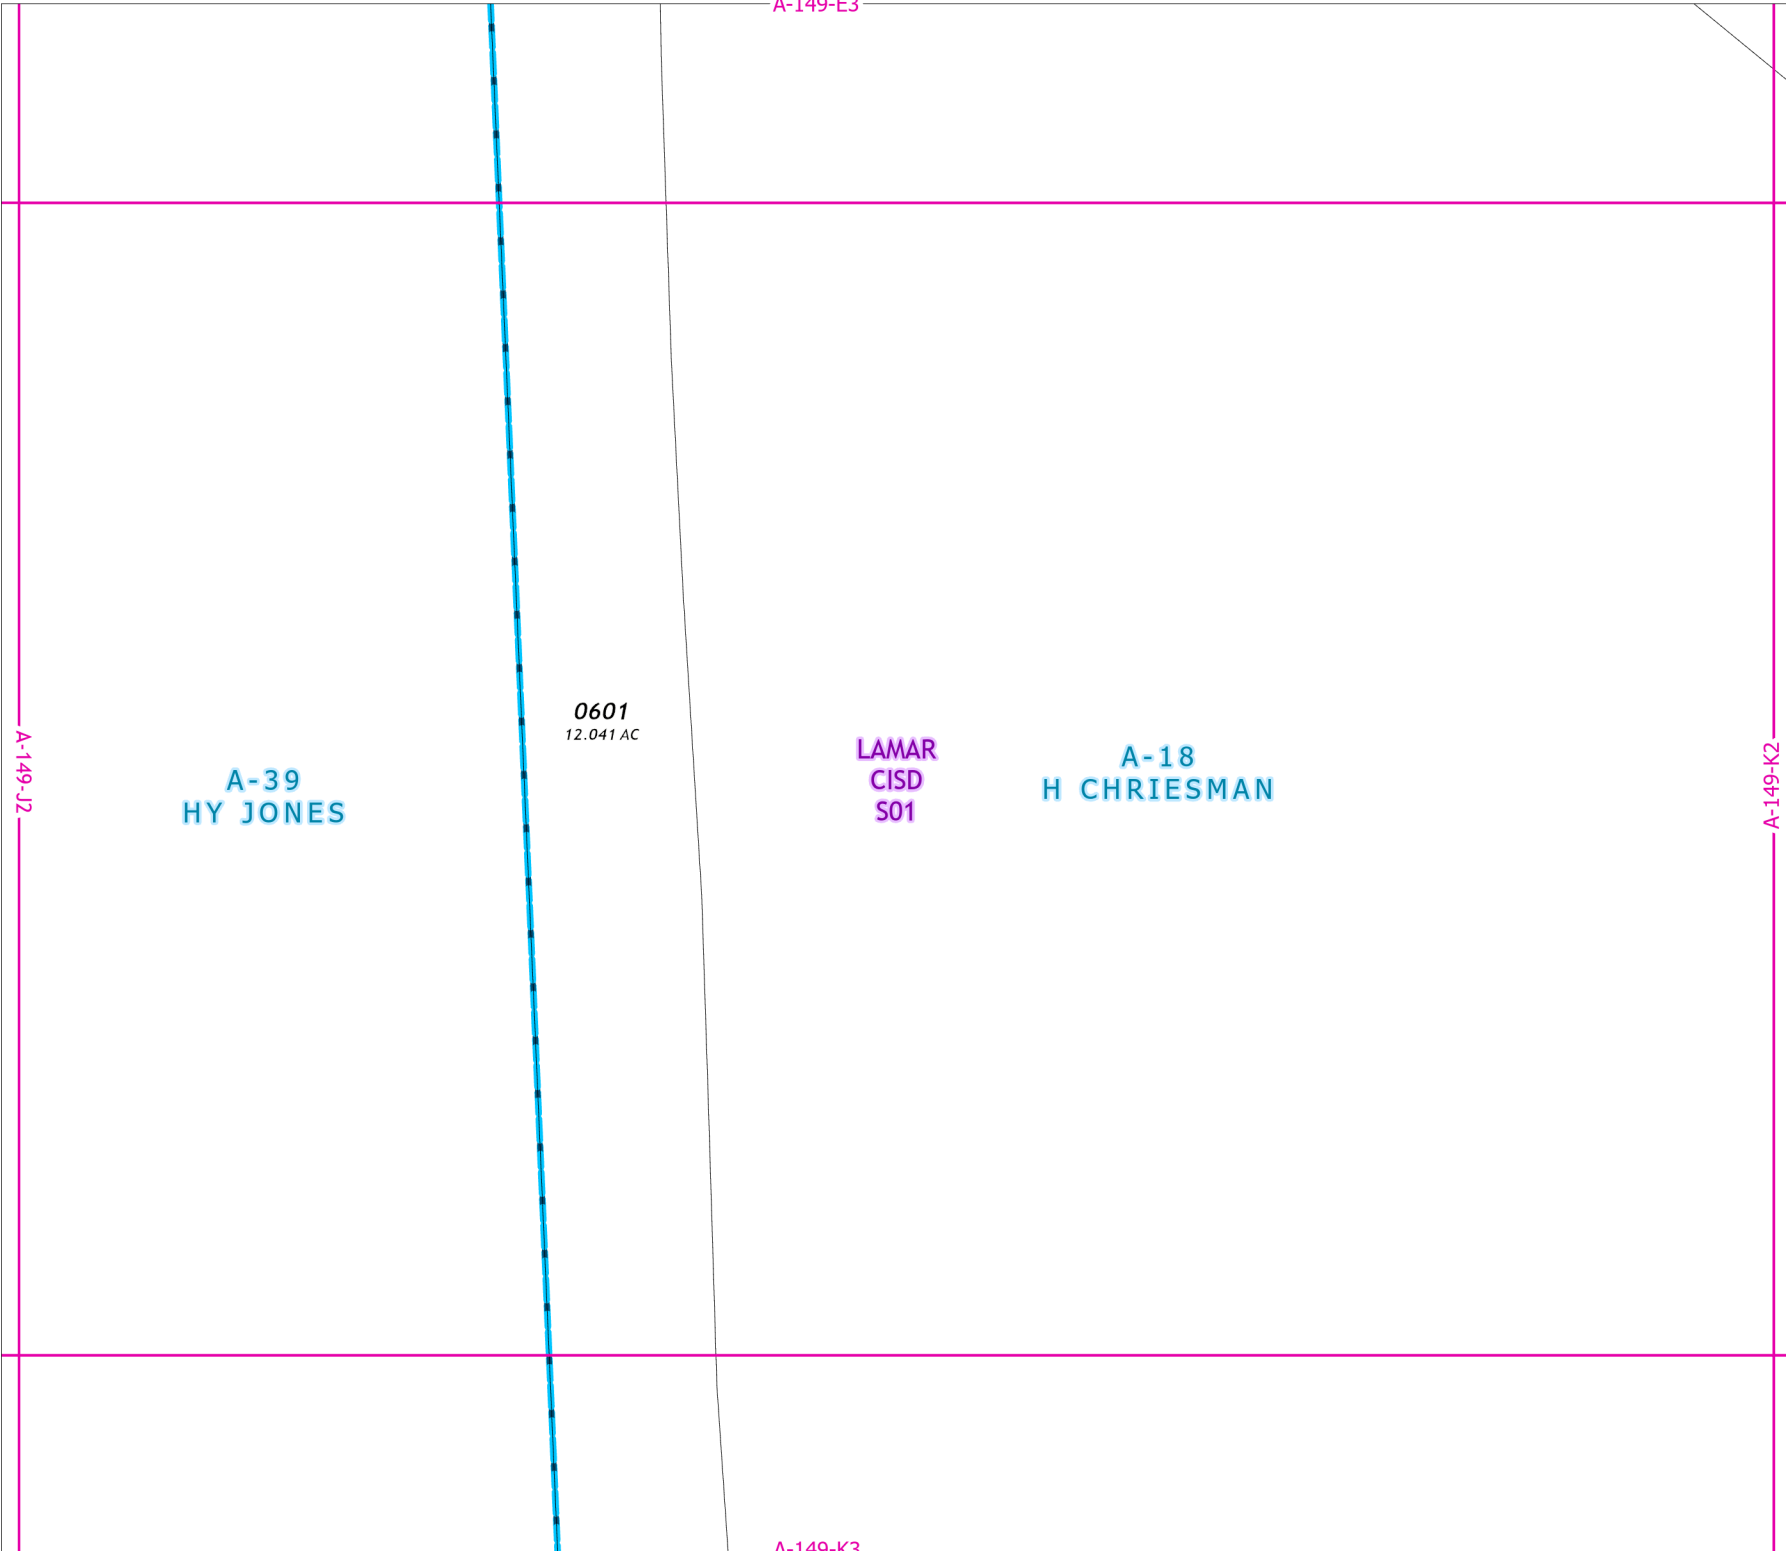 A-149-E3
0601
12.041 AC
A-149-J2
A-39
HY JONES
LAMAR
CISD
S01
A-18
H CHRIESMAN
A-149-K2
A-149-K3